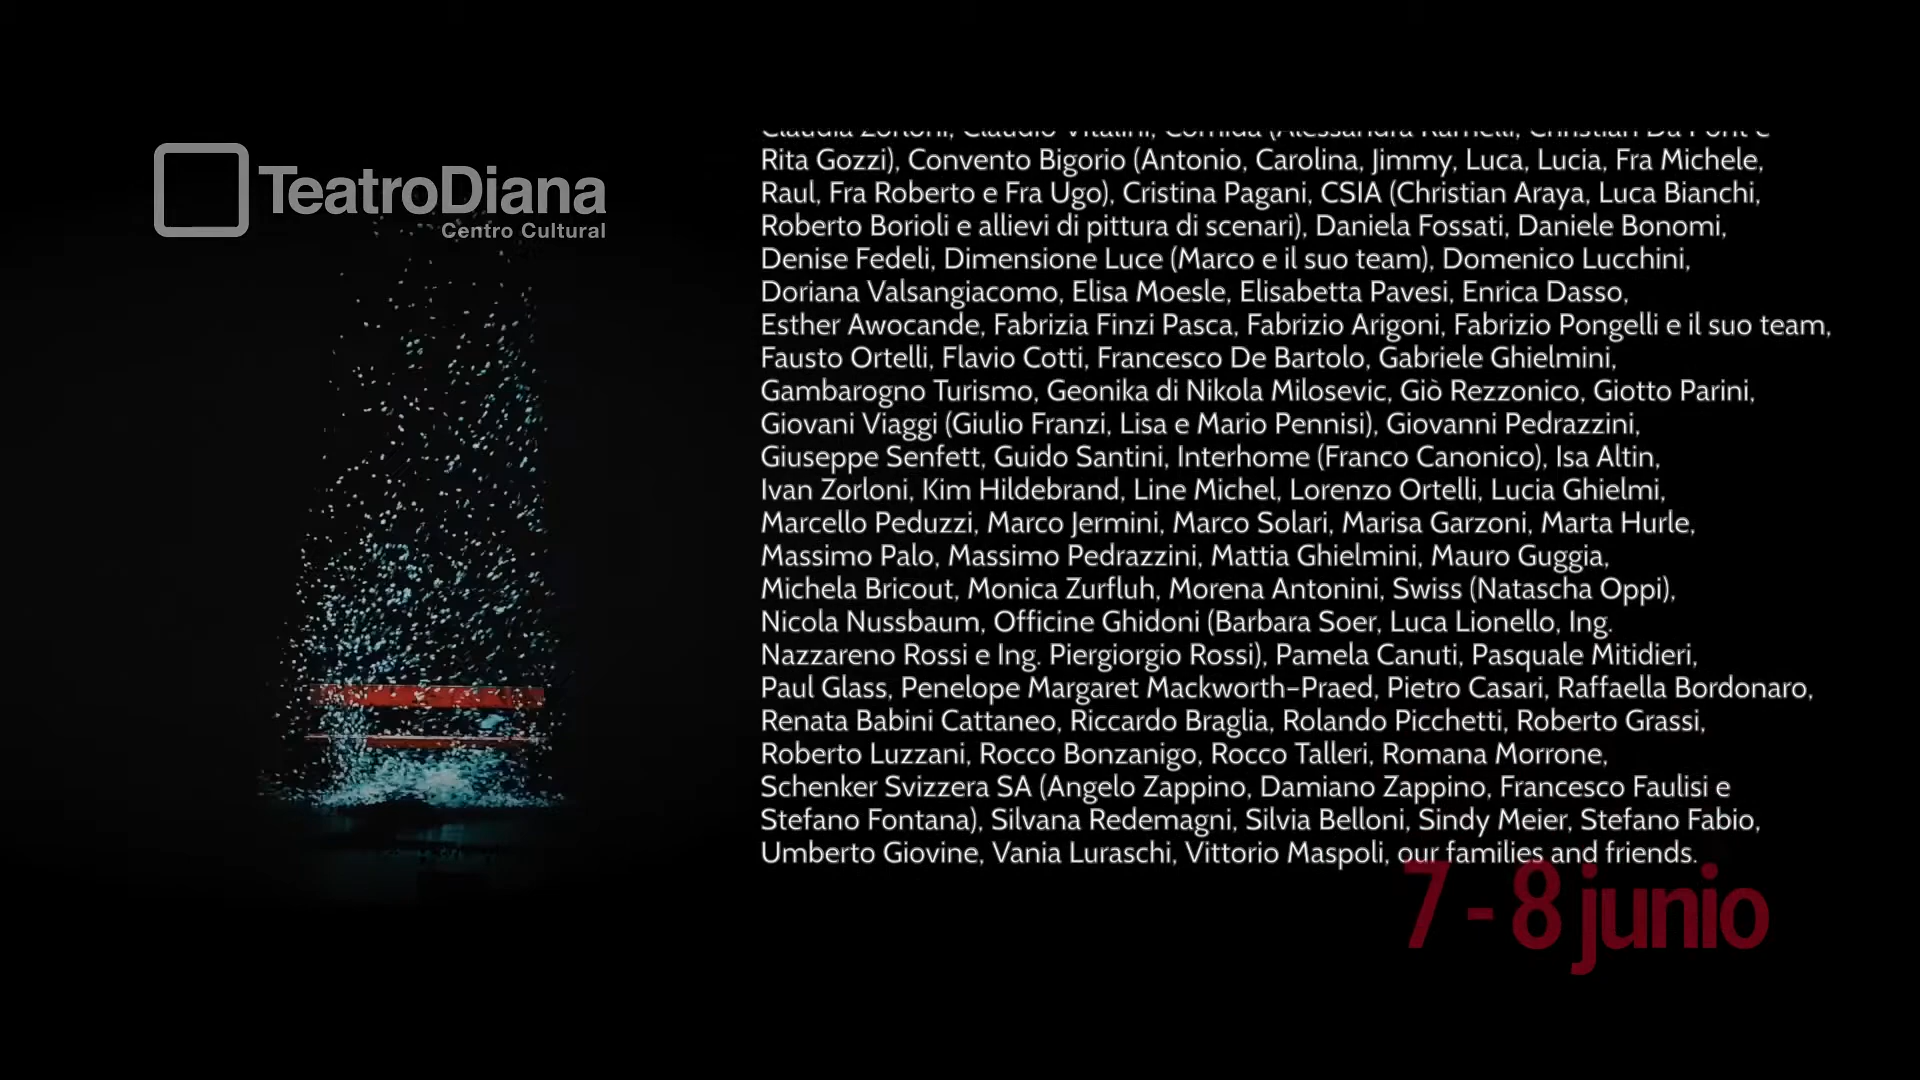 TeatroDiana
Centro Cultural
Claudia Zorloni, Claudio Vitalini, Comida (Alessandra Ramelli, Christian Da Pont e
Rita Gozzi), Convento Bigorio (Antonio, Carolina, Jimmy, Luca, Lucia, Fra Michele,
Raul, Fra Roberto e Fra Ugo), Cristina Pagani, CSIA (Christian Araya, Luca Bianchi,
Roberto Borioli e allievi di pittura di scenari), Daniela Fossati, Daniele Bonomi,
Denise Fedeli, Dimensione Luce (Marco e il suo team), Domenico Lucchini,
Doriana Valsangiacomo, Elisa Moesle, Elisabetta Pavesi, Enrica Dasso,
Esther Awocande, Fabrizia Finzi Pasca, Fabrizio Arigoni, Fabrizio Pongelli e il suo team,
Fausto Ortelli, Flavio Cotti, Francesco De Bartolo, Gabriele Ghielmini,
Gambarogno Turismo, Geonika di Nikola Milosevic, Giò Rezzonico, Giotto Parini,
Giovani Viaggi (Giulio Franzi, Lisa e Mario Pennisi), Giovanni Pedrazzini,
Giuseppe Senfett, Guido Santini, Interhome (Franco Canonico), Isa Altin,
Ivan Zorloni, Kim Hildebrand, Line Michel, Lorenzo Ortelli, Lucia Ghielmi,
Marcello Peduzzi, Marco Jermini, Marco Solari, Marisa Garzoni, Marta Hurle,
Massimo Palo, Massimo Pedrazzini, Mattia Ghielmini, Mauro Guggia,
Michela Bricout, Monica Zurfluh, Morena Antonini, Swiss (Natascha Oppi),
Nicola Nussbaum, Officine Ghidoni (Barbara Soer, Luca Lionello, Ing.
Nazzareno Rossi e Ing. Piergiorgio Rossi), Pamela Canuti, Pasquale Mitidieri,
Paul Glass, Penelope Margaret Mackworth-Praed, Pietro Casari, Raffaella Bordonaro,
Renata Babini Cattaneo, Riccardo Braglia, Rolando Picchetti, Roberto Grassi,
Roberto Luzzani, Rocco Bonzanigo, Rocco Talleri, Romana Morrone,
Schenker Svizzera SA (Angelo Zappino, Damiano Zappino, Francesco Faulisi e
Stefano Fontana), Silvana Redemagni, Silvia Belloni, Sindy Meier, Stefano Fabio,
Umberto Giovine, Vania Luraschi, Vittorio Maspoli, our families and friends.
7 - 8 junio